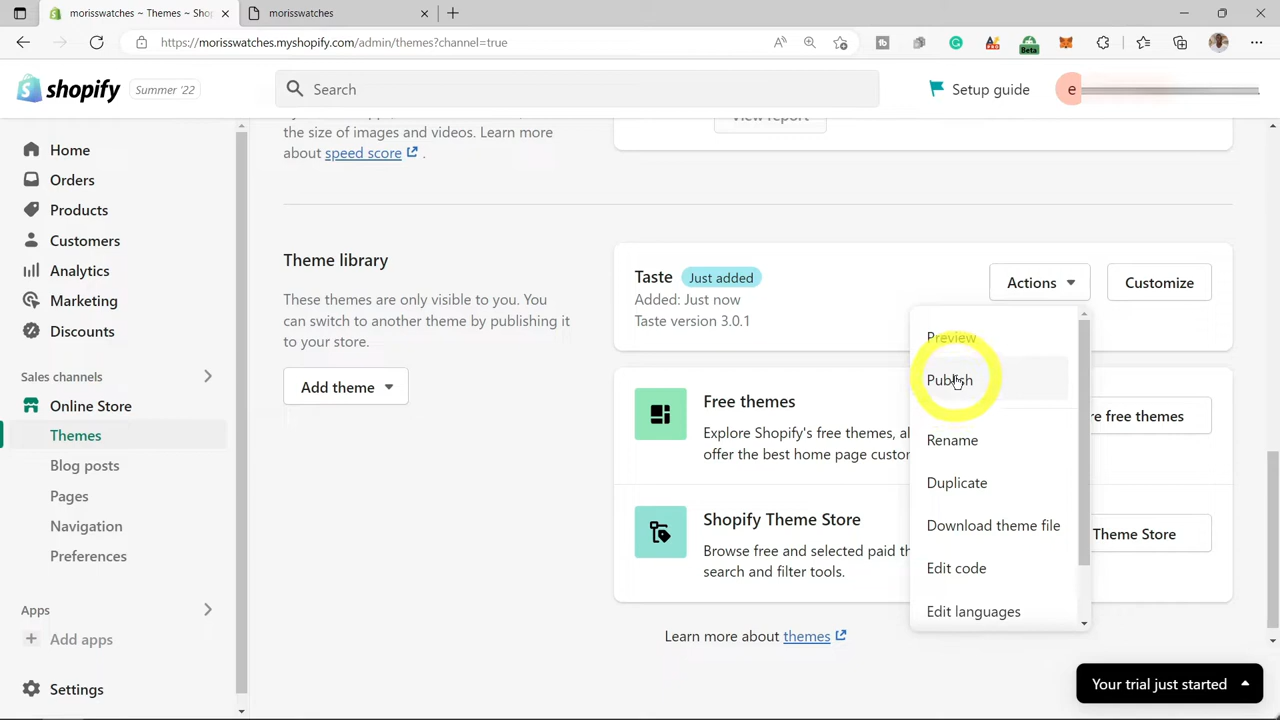 morisswatches ~ Themes ~ Shop
morisswatches
https://morisswatches.myshopify.com/admin/themes?channel=true
Beta
shopify
Summer '22
Search
Setup guide
e
Home
Orders
Products
Customers
Analytics
Marketing
Discounts
Sales channels
Online Store
Themes
Blog posts
Pages
Navigation
Preferences
Apps
Add apps
Settings
the size of images and videos. Learn more
about speed score .
View report
Theme library
These themes are only visible to you. You
can switch to another theme by publishing it
to your store.
Add theme
Taste Just added
Added: Just now
Taste version 3.0.1
Actions
Customize
Preview
Publish
Rename
Duplicate
Download theme file
Edit code
Edit languages
Free themes
Explore Shopify's free themes, al
offer the best home page custor
re free themes
Shopify Theme Store
Browse free and selected paid th
search and filter tools.
Theme Store
Learn more about themes
Your trial just started